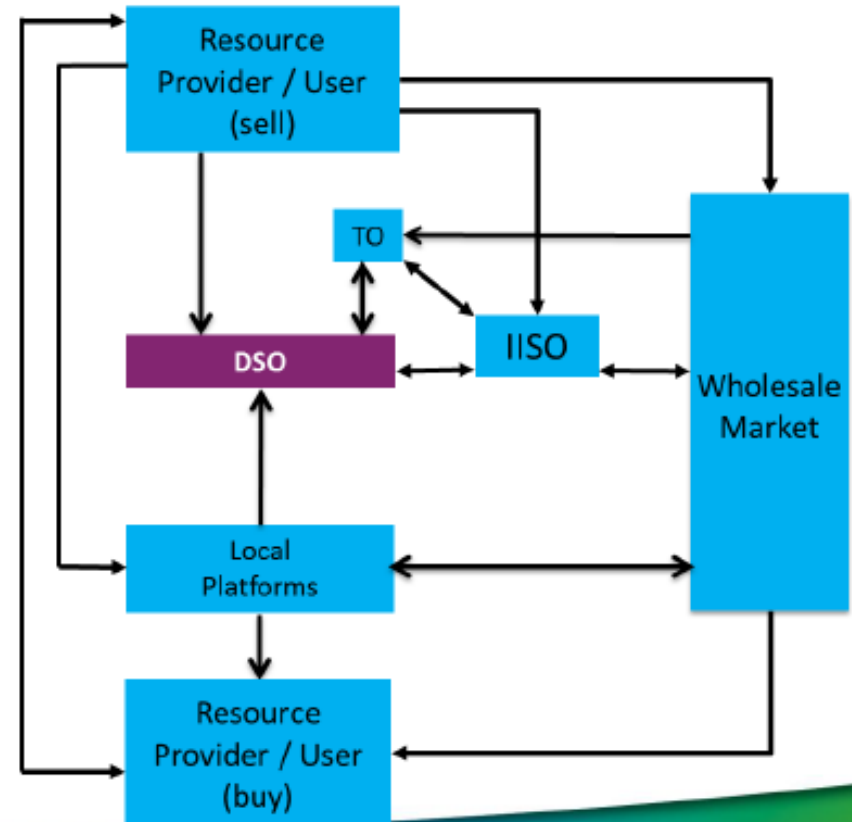 Resource
Provider / User
(sell)
TO
DSO
IISO
Wholesale
Market
Local
Platforms
Resource
Provider / User
(buy)